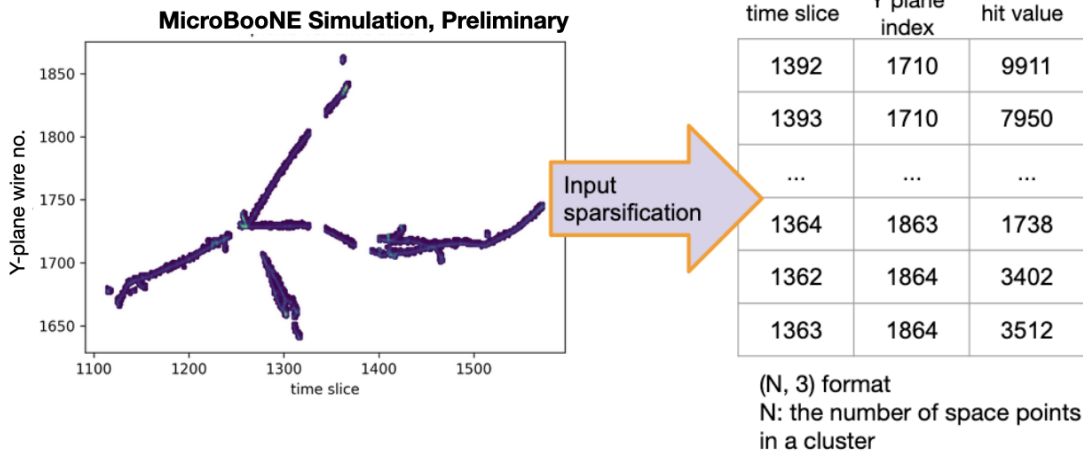 MicroBooNE Simulation, Preliminary
Y-plane wire no.
1850
1800
1750
1700
1650
1100 1200 1300 1400 1500
time slice
Input
sparsification
time slice Y plane index hit value
1392 1710 9911
1393 1710 7950
... ... ...
1364 1863 1738
1362 1864 3402
1363 1864 3512
(N, 3) format
N: the number of space points
in a cluster